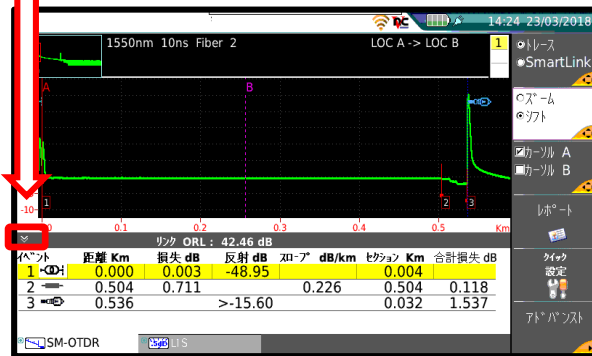 14:24 23/03/2018
1550nm 10ns Fiber 2 LOC A -> LOC B 1
トレース
SmartLink
A B
ズーム
シフト
カーソル A
カーソル B
1 2 3
-10
0 0.1 0.2 0.3 0.4 0.5 Km
レポート
リンク ORL : 42.46 dB
イベント 距離 Km 損失 dB 反射 dB スロープ dB/km セクション Km 合計損失 dB
1 0.000 0.003 -48.95 0.004
2 0.504 0.711 0.226 0.504 0.118
3 0.536 >-15.60 0.032 1.537
クイック
設定
アドバンスト
SM-OTDR